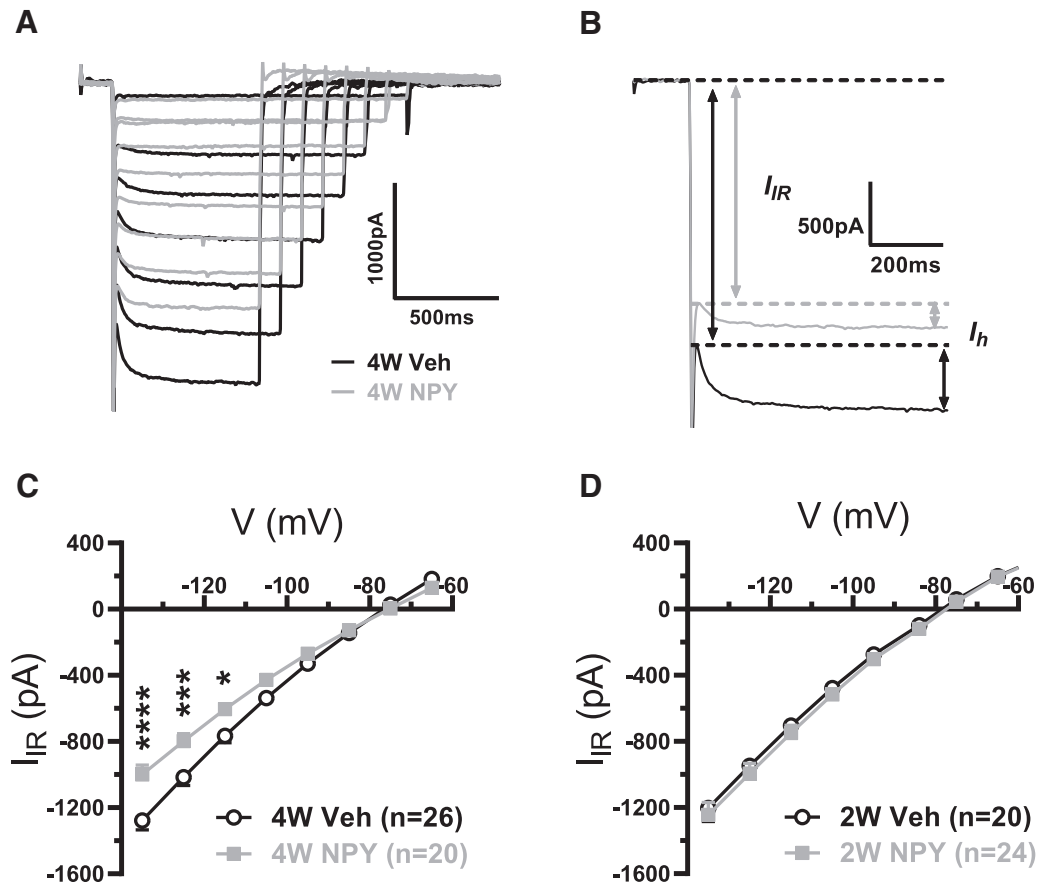 A
1000pA
500ms
4W Veh
4W NPY
B
I_IR
500pA
200ms
I_h
C
V (mV)
400
-120 -100 -80 -60
0
-400
-800
-1200
-1600
I_IR (pA)
**** *** *
4W Veh (n=26)
4W NPY (n=20)
D
V (mV)
400
-120 -100 -80 -60
0
-400
-800
-1200
-1600
I_IR (pA)
2W Veh (n=20)
2W NPY (n=24)